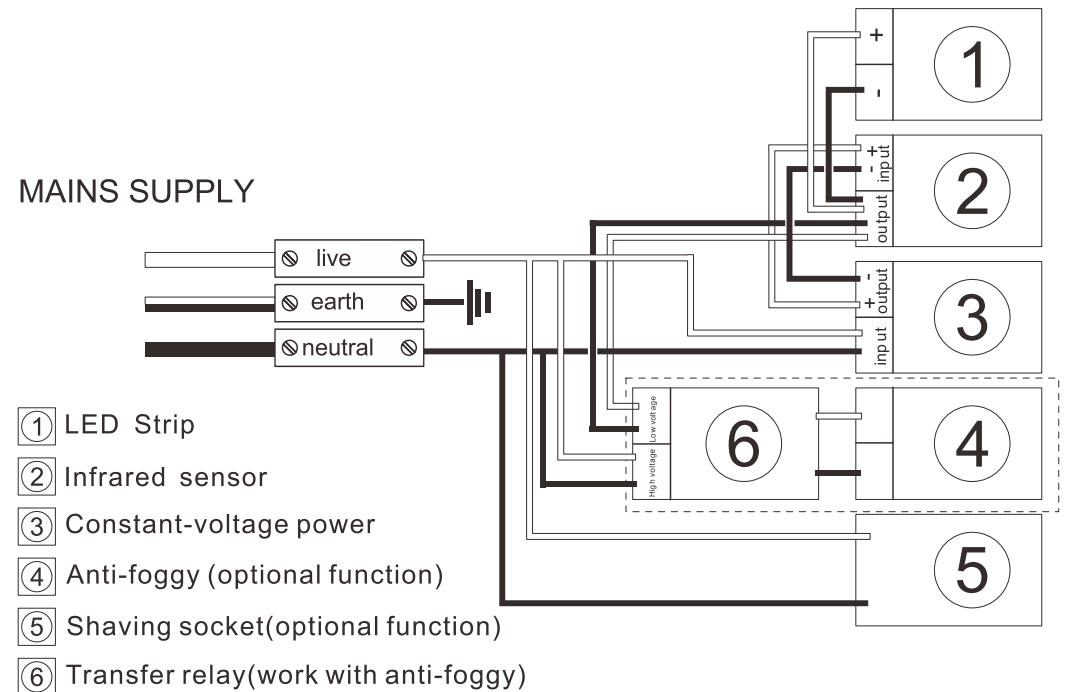 MAINS SUPPLY
live
earth
neutral
+
-
1
+
-
input
output
2
-
+
output
input
3
Low voltage
High voltage
6
4
5
1 LED Strip
2 Infrared sensor
3 Constant-voltage power
4 Anti-foggy (optional function)
5 Shaving socket(optional function)
6 Transfer relay(work with anti-foggy)